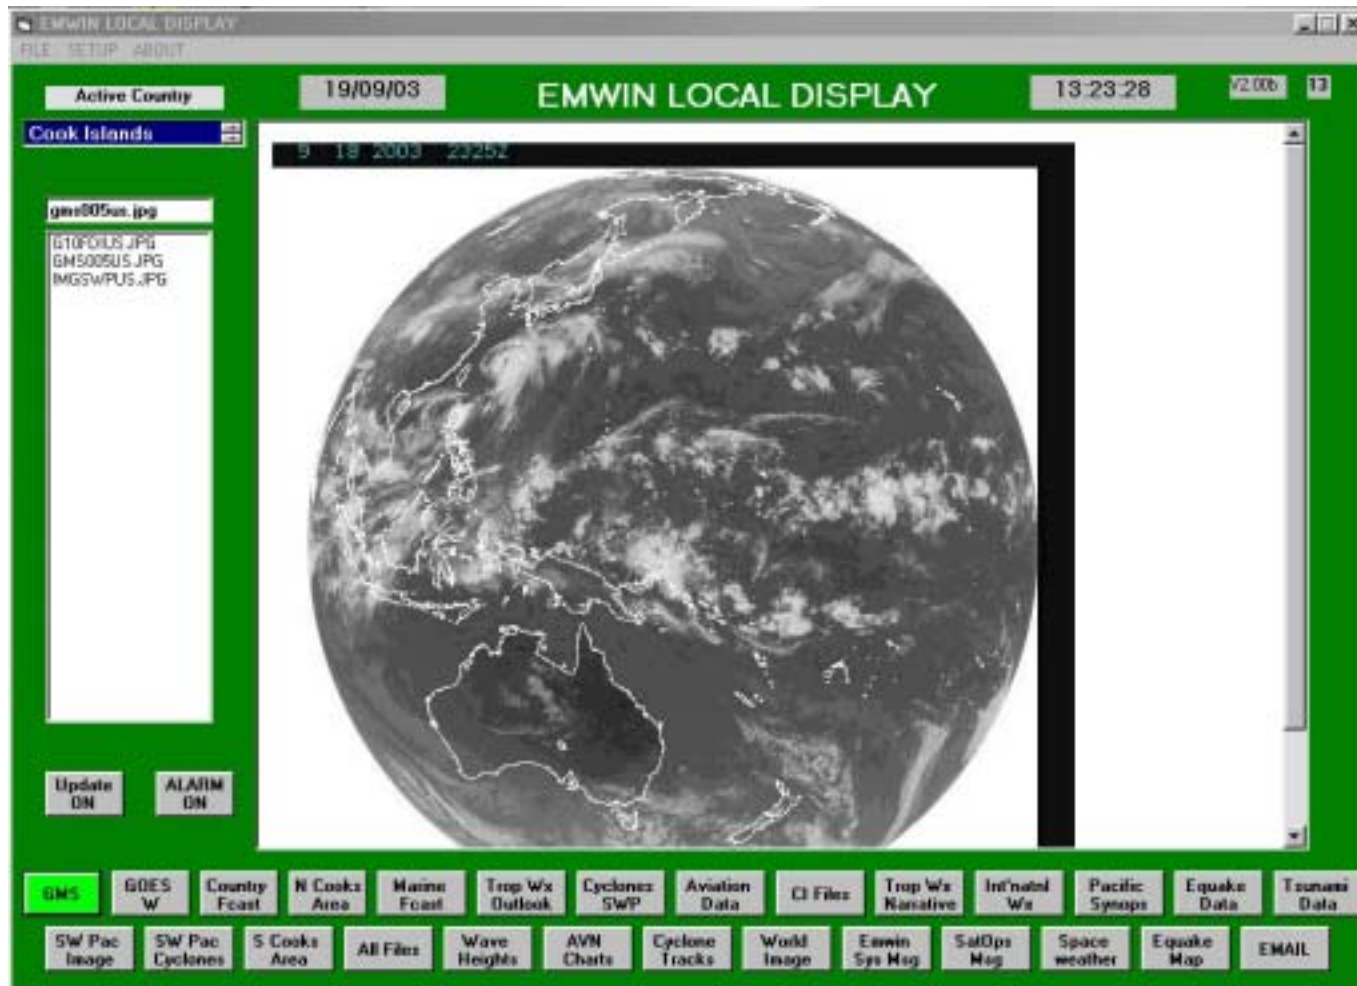 EMWIN LOCAL DISPLAY
FILE SETUP ABOUT
Active Country
19/09/03
EMWIN LOCAL DISPLAY
13:23:28
V2.00b
13
Cook Islands
9 18 2003 2325Z
gms005us.jpg
G10FDIUS.JPG
GMS005US.JPG
IMGSWPUS.JPG
Update
ON
ALARM
ON
GMS
GOES
W
Country
Fcast
N Cooks
Area
Marine
Fcast
Trop Wx
Outlook
Cyclones
SWP
Aviation
Data
CI Files
Trop Wx
Narrative
Int'natnl
Wx
Pacific
Synops
Equake
Data
Tsunami
Data
SW Pac
Image
SW Pac
Cyclones
S Cooks
Area
All Files
Wave
Heights
AVN
Charts
Cyclone
Tracks
World
Image
Emwin
Sys Msg
SatOps
Msg
Space
weather
Equake
Map
EMAIL